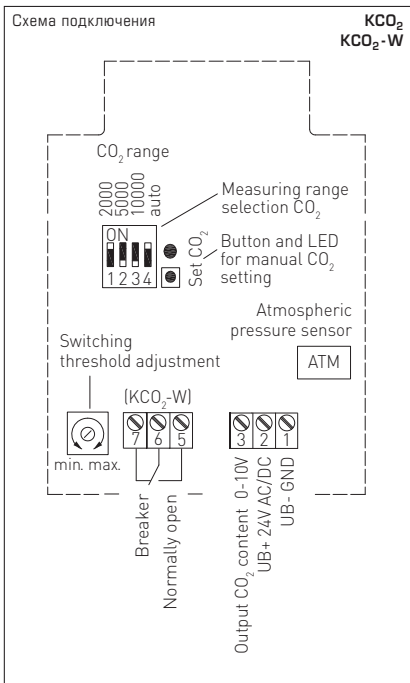 Схема подключения
KCO₂
KCO₂-W
CO₂ range
2000
5000
10000
auto
ON
1 2 3 4
Set CO₂
Measuring range
selection CO₂
Button and LED
for manual CO₂
setting
Atmospheric
pressure sensor
ATM
Switching
threshold adjustment
min. max.
(KCO₂-W)
7 6 5
3 2 1
Breaker
Normally open
Output CO₂ content 0-10V
UB+ 24V AC/DC
UB- GND